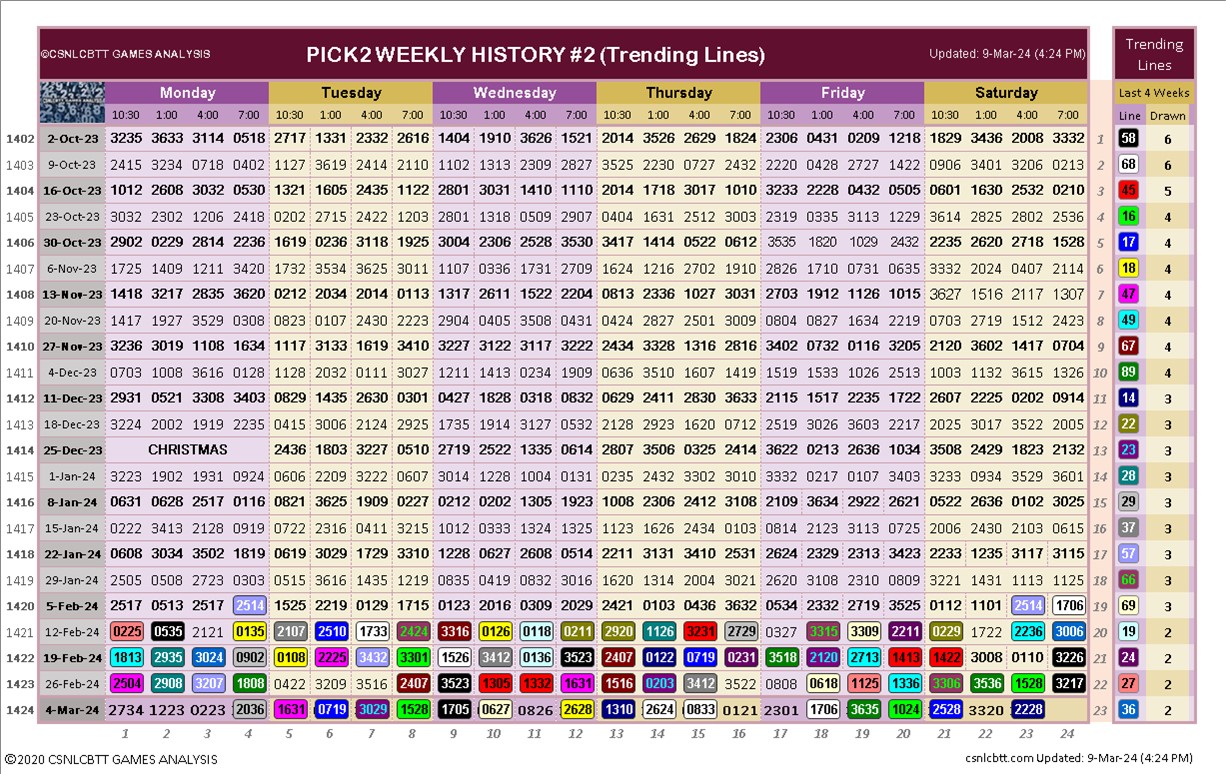 ©CSNLCBTT GAMES ANALYSIS PICK2 WEEKLY HISTORY #2 (Trending Lines) Updated: 9-Mar-24 (4:24 PM) Trending
Lines
Monday Tuesday Wednesday Thursday Friday Saturday Last 4 Weeks
10:30 1:00 4:00 7:00 10:30 1:00 4:00 7:00 10:30 1:00 4:00 7:00 10:30 1:00 4:00 7:00 10:30 1:00 4:00 7:00 10:30 1:00 4:00 7:00 Line Drawn
1402 2-Oct-23 3235 3633 3114 0518 2717 1331 2332 2616 1404 1910 3626 1521 2014 3526 2629 1824 2306 0431 0209 1218 1829 3436 2008 3332 1 58 6
1403 9-Oct-23 2415 3234 0718 0402 1127 3619 2414 2110 1102 1313 2309 2827 3525 2230 0727 2432 2220 0428 2727 1422 0906 3401 3206 0213 2 68 6
1404 16-Oct-23 1012 2608 3032 0530 1321 1605 2435 1122 2801 3031 1410 1110 2014 1718 3017 1010 3233 2228 0432 0505 0601 1630 2532 0210 3 45 5
1405 23-Oct-23 3032 2302 1206 2418 0202 2715 2422 1203 2801 1318 0509 2907 0404 1631 2512 3003 2319 0335 3113 1229 3614 2825 2802 2536 4 16 4
1406 30-Oct-23 2902 0229 2814 2236 1619 0236 3118 1925 3004 2306 2528 3530 3417 1414 0522 0612 3535 1820 1029 2432 2235 2620 2718 1528 5 17 4
1407 6-Nov-23 1725 1409 1211 3420 1732 3534 3625 3011 1107 0336 1731 2709 1624 1216 2702 1910 2826 1710 0731 0635 3332 2024 0407 2114 6 18 4
1408 13-Nov-23 1418 3217 2835 3620 0212 2034 2014 0113 1317 2611 1522 2204 0813 2336 1027 3031 2703 1912 1126 1015 3627 1516 2117 1307 7 47 4
1409 20-Nov-23 1417 1927 3529 0308 0823 0107 2430 2223 2904 0405 3508 0431 0424 2827 2501 3009 0804 0827 1634 2219 0703 2719 1512 2423 8 49 4
1410 27-Nov-23 3236 3019 1108 1634 1117 3133 1619 3410 3227 3122 3117 3222 2434 3328 1316 2816 3402 0732 0116 3205 2120 3602 1417 0704 9 67 4
1411 4-Dec-23 0703 1008 3616 0128 1128 2032 0111 3027 1211 1413 0234 1909 0636 3510 1607 1419 1519 1533 1026 2513 1003 1132 3615 1326 10 89 4
1412 11-Dec-23 2931 0521 3308 3403 0829 1435 2630 0301 0427 1828 0318 0832 0629 2411 2830 3633 2115 1517 2235 1722 2607 2225 0202 0914 11 14 3
1413 18-Dec-23 3224 2002 1919 2235 0415 3006 2124 2923 1735 1914 3127 0532 2128 2923 1620 0712 2519 3026 3603 2217 2025 3017 3522 2005 12 22 3
1414 25-Dec-23 CHRISTMAS 2436 1803 3227 0510 2719 2522 1335 0614 2807 3506 0325 2414 3622 0213 2636 1034 3508 2429 1823 2132 13 23 3
1415 1-Jan-24 3223 1902 1931 0924 0606 2209 3222 0607 3014 1228 1004 0131 0235 2432 3302 3010 3332 0217 0107 3403 3233 0934 3529 3601 14 28 3
1416 8-Jan-24 0631 0628 2517 0116 0821 3625 1909 0227 0212 0202 1305 1923 1008 2306 2412 3108 2109 3634 2922 2621 0522 2636 0102 3025 15 29 3
1417 15-Jan-24 0222 3413 2128 0919 0722 2316 0411 3215 1012 0333 1324 1325 1123 1626 2434 0103 0814 2123 3113 0725 2006 2430 2103 0615 16 37 3
1418 22-Jan-24 0608 3034 3502 1819 0619 3029 1729 3310 1228 0627 2608 0514 2211 3131 3410 2531 2624 2329 2313 3423 2233 1235 3117 3115 17 57 3
1419 29-Jan-24 2505 0508 2723 0303 0515 3616 1435 1219 0835 0419 0832 3016 1620 1314 2004 3021 2632 3108 2310 0809 3221 1431 1113 1125 18 66 3
1420 5-Feb-24 2517 0513 2517 2514 1525 2219 0129 1715 0123 2016 0309 2029 2421 0103 0436 3632 0534 2332 2719 3525 0112 1101 2514 1706 19 69 3
1421 12-Feb-24 0225 0535 2121 0135 2107 2510 1733 2424 3316 0126 0118 0211 2920 1126 3231 2729 0327 3315 3309 2211 0229 1722 2236 3006 20 19 2
1422 19-Feb-24 1813 2935 3024 0902 0108 2225 3432 3301 1526 3412 0136 3523 2407 0122 0719 0231 3518 2120 2713 1413 1422 3008 0110 3226 21 24 2
1423 26-Feb-24 2504 2908 3207 1808 0422 3209 3516 2407 3523 1305 1332 1631 1516 0203 3412 3522 0808 0618 1125 1336 3306 3536 1528 3217 22 27 2
1424 4-Mar-24 2734 1223 0223 2036 1631 0719 3029 1528 1705 0627 0826 2628 1310 2624 0833 0121 2301 1706 3635 1024 2528 3320 2228 23 36 2
1 2 3 4 5 6 7 8 9 10 11 12 13 14 15 16 17 18 19 20 21 22 23 24
©2020 CSNLCBTT GAMES ANALYSIS csnlcbtt.com Updated: 9-Mar-24 (4:24 PM)